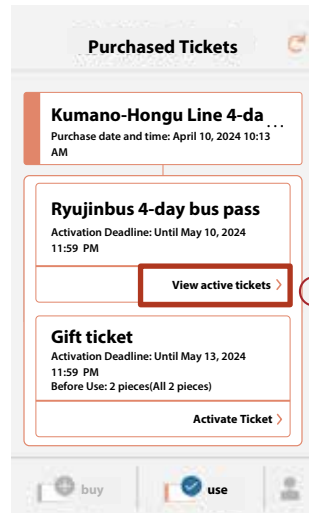 Purchased Tickets
Kumano-Hongu Line 4-da...
Purchase date and time: April 10, 2024 10:13
AM
Ryujinbus 4-day bus pass
Activation Deadline: Until May 10, 2024
11:59 PM
View active tickets >
Gift ticket
Activation Deadline: Until May 13, 2024
11:59 PM
Before Use: 2 pieces(All 2 pieces)
Activate Ticket >
buy
use